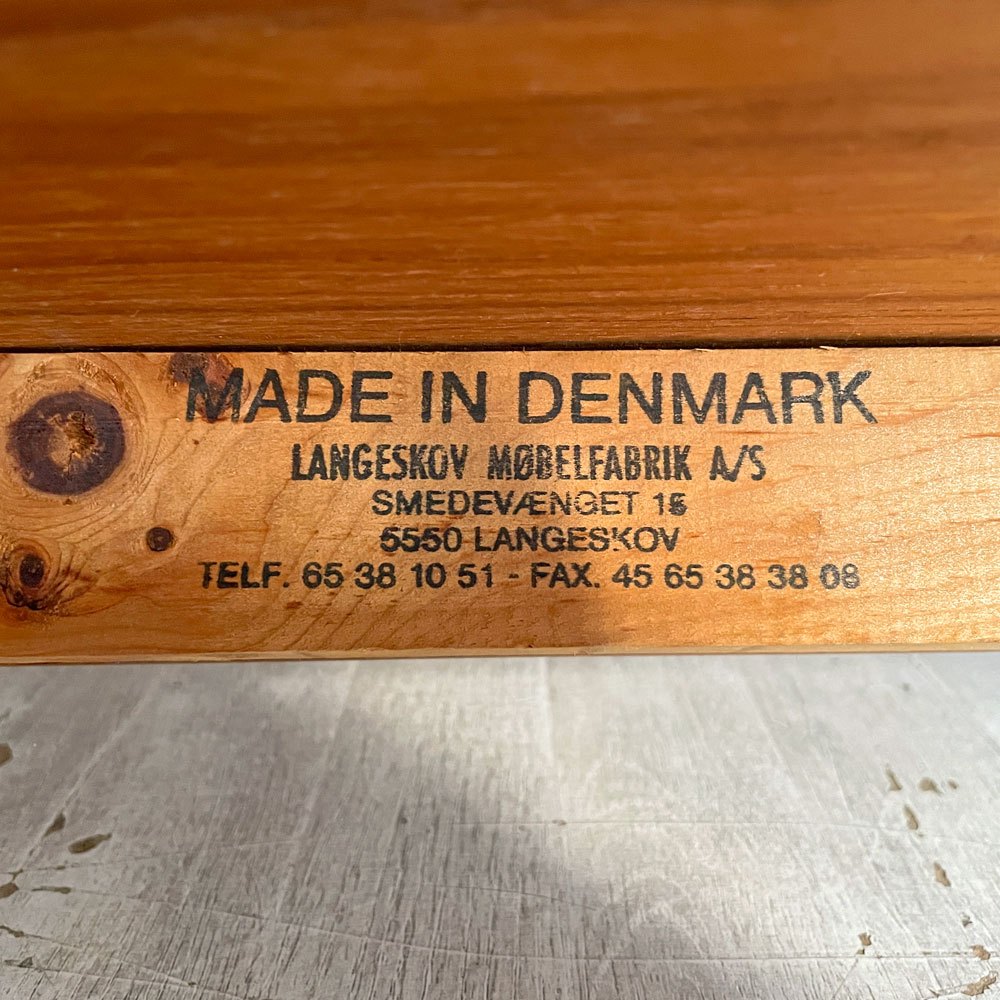 MADE IN DENMARK
LANGESKOV MØBELFABRIK A/S
SMEDEVÆNGET
5550 LANGESKOV
TELF. 65 38 10 51 - FAX. 45 65 38 38 08